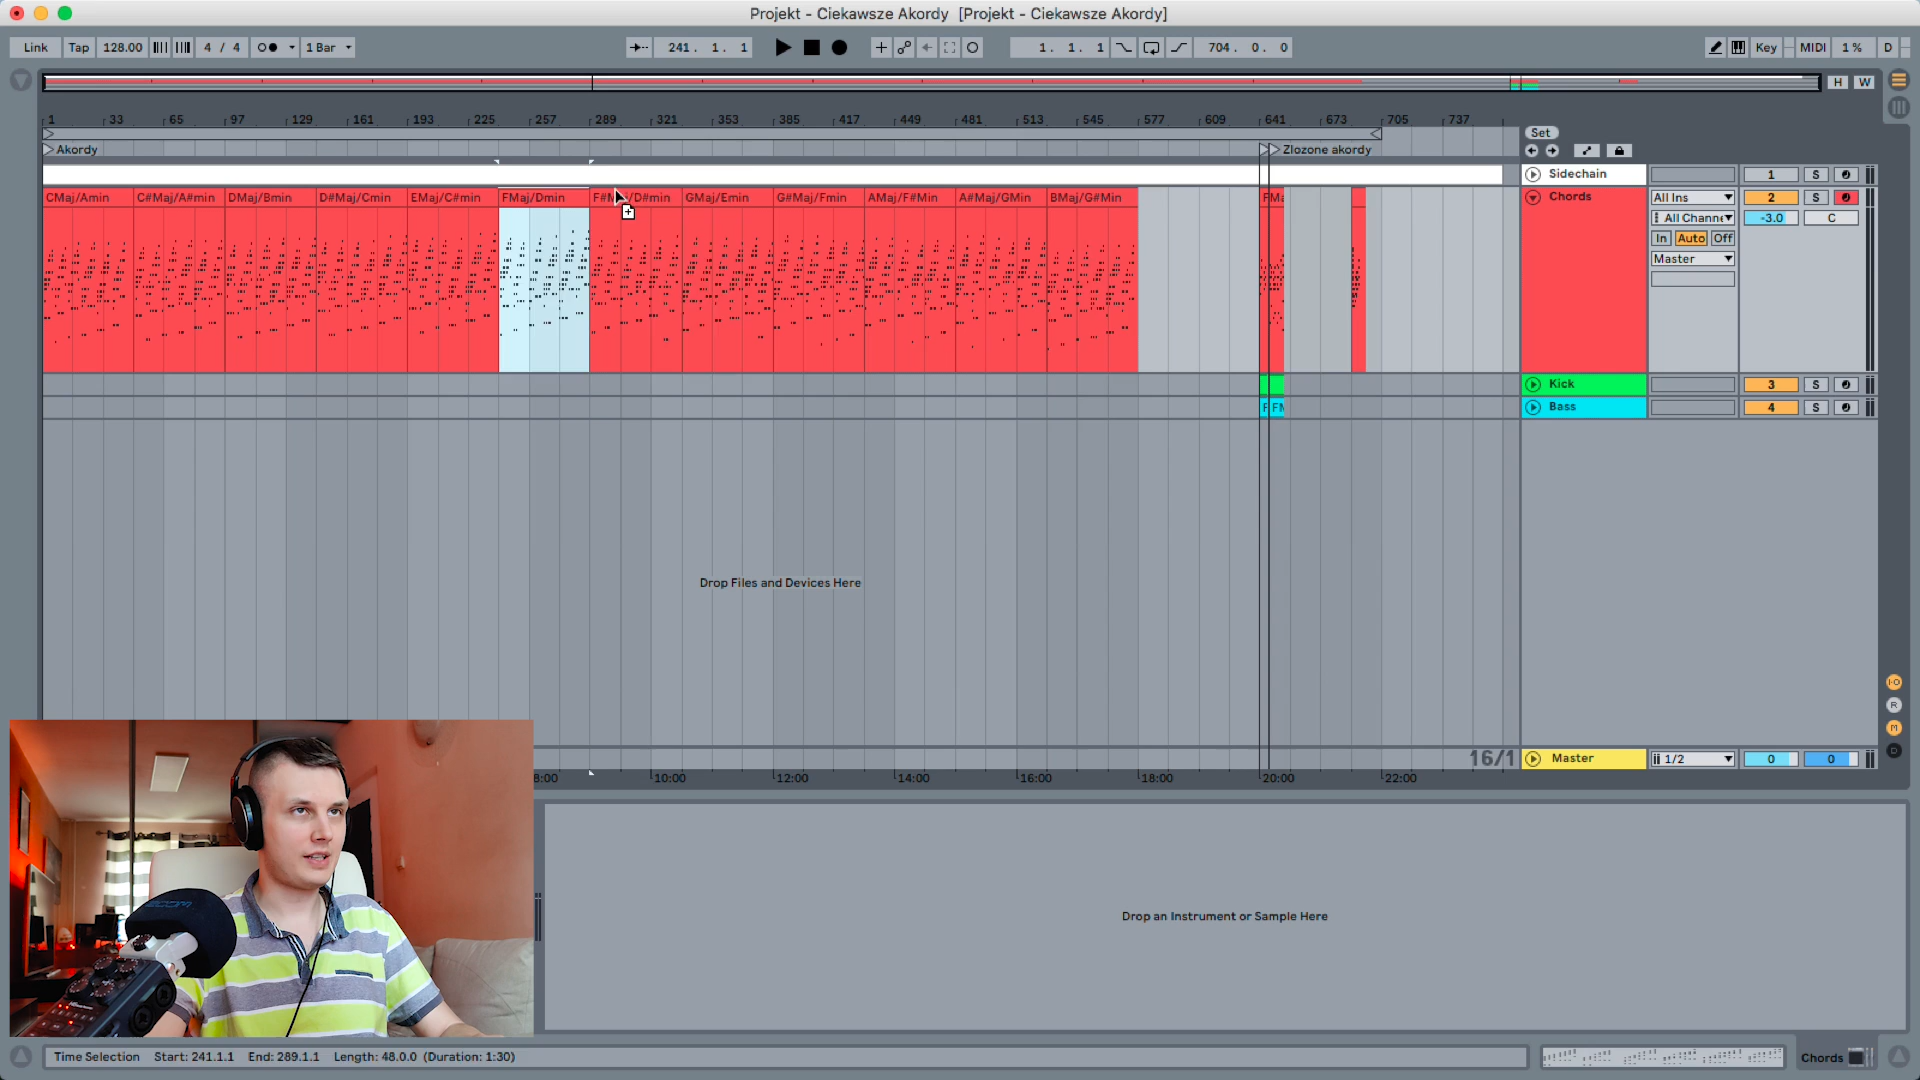 Projekt - Ciekawsze Akordy [Projekt - Ciekawsze Akordy]
Link Tap 128.00 4 / 4 1 Bar 241. 1. 1 1. 1. 1 704. 0. 0 Key MIDI 1 % D
H W
1 33 65 97 129 161 193 225 257 289 321 353 385 417 449 481 513 545 577 609 641 673 705 737
Set
Akordy Zlozone akordy
Sidechain 1 S
CMaj/Amin C#Maj/A#min DMaj/Bmin D#Maj/Cmin EMaj/C#min FMaj/Dmin GMaj/Emin G#Maj/Fmin AMaj/F#Min A#Maj/GMin BMaj/G#Min
Chords All Ins 2 S
All Channe -3.0 C
In Auto Off
Master
Kick 3 S
Bass 4 S
Drop Files and Devices Here
16/1
Master 1/2 0 0
8:00 10:00 12:00 14:00 16:00 18:00 20:00 22:00
ZOOM
Drop an Instrument or Sample Here
Time Selection Start: 241.1.1 End: 289.1.1 Length: 48.0.0 (Duration: 1:30)
Chords